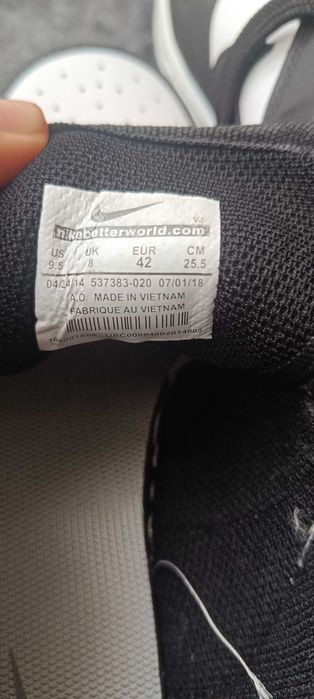 VJ
nikebetterworld.com
US UK EUR CM
9.5 8 42 25.5
04/24/14 537383-020 07/01/18
A.O. MADE IN VIETNAM
FABRIQUE AU VIETNAM